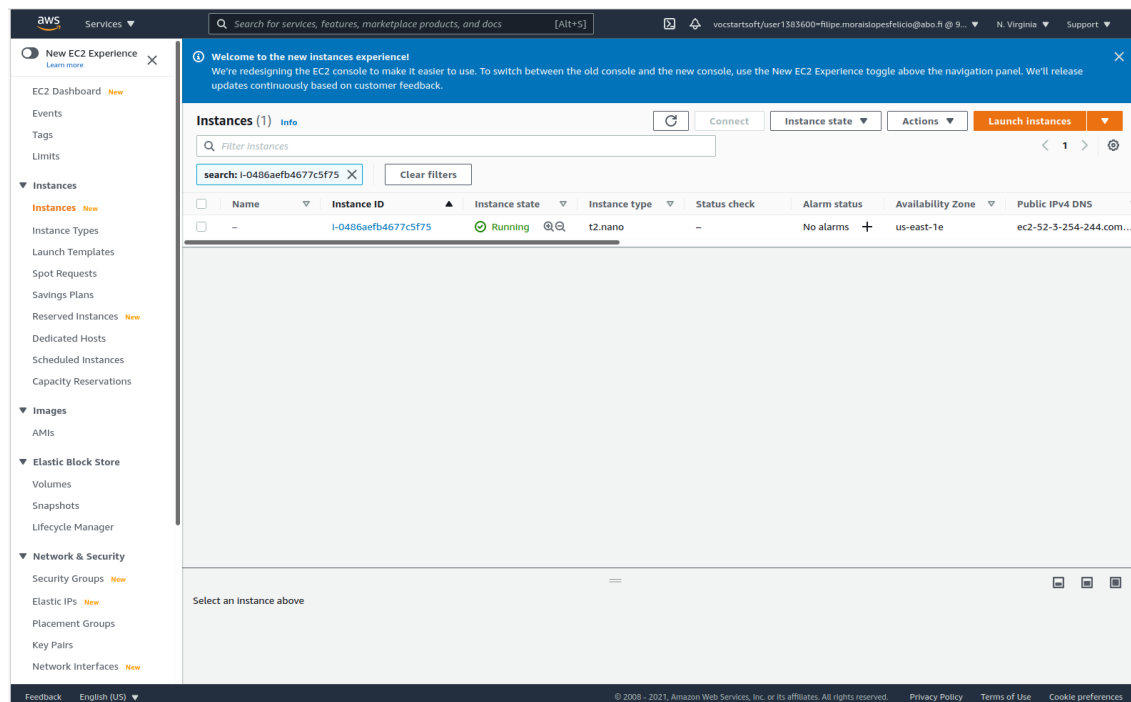 aws Services Search for services, features, marketplace products, and docs [Alt+S] vocstartsoft/user1383600=filipe.moraislopesfelicio@abo.fi @ 9... N. Virginia Support
New EC2 Experience
Learn more
EC2 Dashboard New
Events
Tags
Limits
Instances
Instances New
Instance Types
Launch Templates
Spot Requests
Savings Plans
Reserved Instances New
Dedicated Hosts
Scheduled Instances
Capacity Reservations
Images
AMIs
Elastic Block Store
Volumes
Snapshots
Lifecycle Manager
Network & Security
Security Groups New
Elastic IPs New
Placement Groups
Key Pairs
Network Interfaces New
Welcome to the new instances experience!
We're redesigning the EC2 console to make it easier to use. To switch between the old console and the new console, use the New EC2 Experience toggle above the navigation panel. We'll release
updates continuously based on customer feedback.
Instances (1) Info Connect Instance state Actions Launch instances
Filter instances 1
search: i-0486aefb4677c5f75 Clear filters
Name Instance ID Instance state Instance type Status check Alarm status Availability Zone Public IPv4 DNS
– i-0486aefb4677c5f75 Running t2.nano – No alarms + us-east-1e ec2-52-3-254-244.com...
Select an instance above
Feedback English (US) © 2008 - 2021, Amazon Web Services, Inc. or its affiliates. All rights reserved. Privacy Policy Terms of Use Cookie preferences